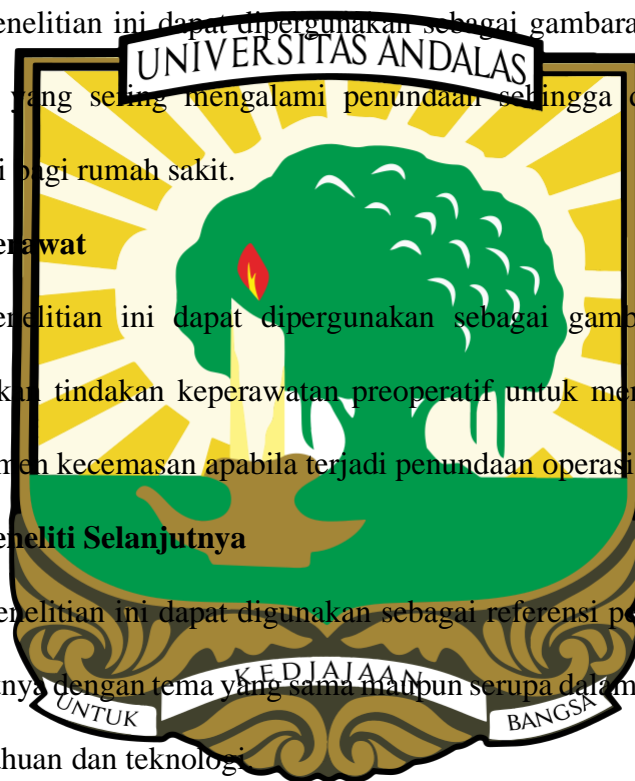 enelitian ini dapat dipergunakan sebagai gambara
UNIVERSITAS ANDALAS
yang sering mengalami penundaan sehingga
i bagi rumah sakit.
erawat
enelitian ini dapat dipergunakan sebagai gamb
kan tindakan keperawatan preoperatif untuk me
men kecemasan apabila terjadi penundaan operasi
eneliti Selanjutnya
enelitian ini dapat digunakan sebagai referensi p
KEDJAJAAN
tnya dengan tema yang sama maupun serupa dalam
UNTUK
BANGSA
ahuan dan teknologi.